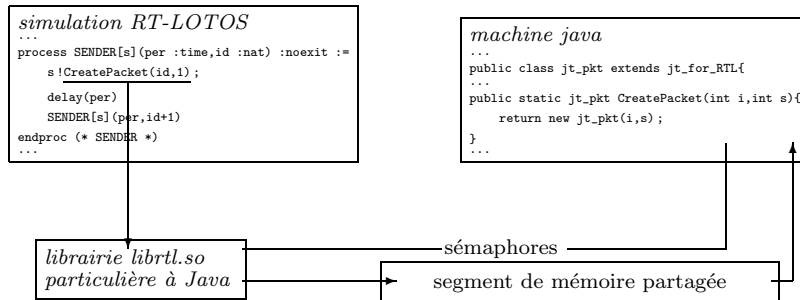 simulation RT-LOTOS
...
process SENDER[s](per :time,id :nat) :noexit :=
s !CreatePacket(id,1) ;
delay(per)
SENDER[s](per,id+1)
endproc (* SENDER *)
...
machine java
...
public class jt_pkt extends jt_for_RTL{
...
public static jt_pkt CreatePacket(int i,int s){
return new jt_pkt(i,s) ;
}
...
librairie librtl.so
particulière à Java
sémaphores
segment de mémoire partagée